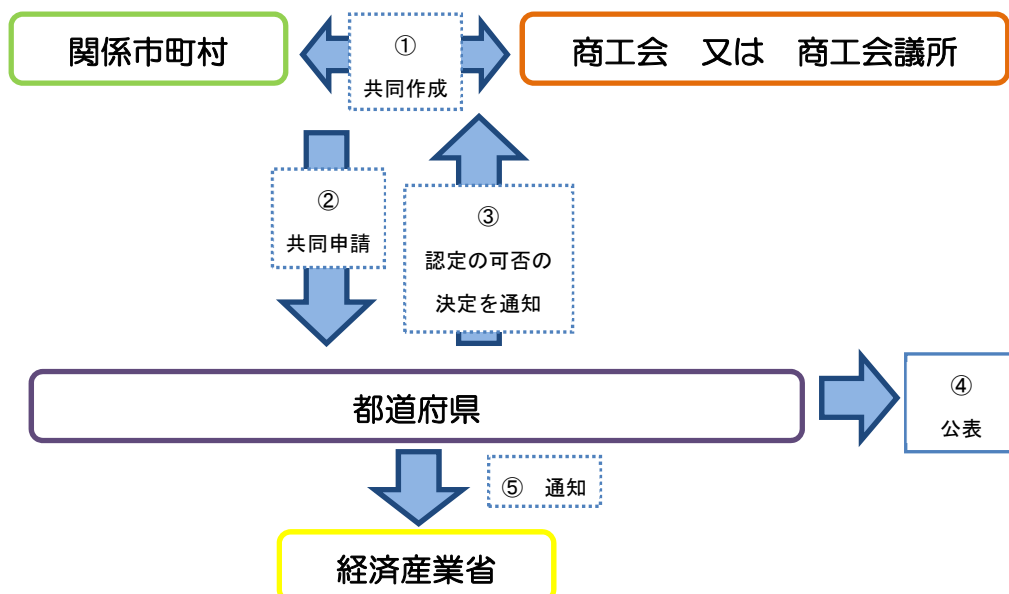 関係市町村
①
共同作成
商工会　又は　商工会議所
②
共同申請
③
認定の可否の
決定を通知
都道府県
④
公表
⑤　通知
経済産業省